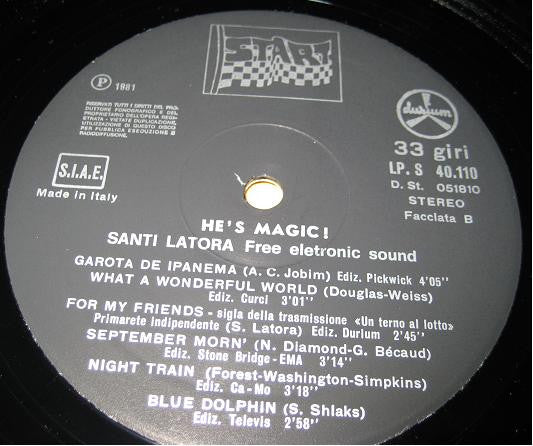 START
℗ 1981
RISERVATI TUTTI I DIRITTI DEL PRO-
DUTTORE FONOGRAFICO E DEL
PROPRIETARIO DELL'OPERA REGI-
STRATA - VIETATE DUPLICAZIONE,
UTILIZZAZIONE DI QUESTO DISCO
PER PUBBLICA ESECUZIONE E
RADIODIFFUSIONE.
durium
33 giri
LP. S 40.110
D. St. 051810
STEREO
Facciata B
S.I.A.E.
Made in Italy
HE'S MAGIC!
SANTI LATORA Free eletronic sound
GAROTA DE IPANEMA (A. C. Jobim) Ediz. Pickwick 4'05''
WHAT A WONDERFUL WORLD (Douglas-Weiss)
Ediz. Curci 3'01''
FOR MY FRIENDS - sigla della trasmissione «Un terno al lotto»
Primarete Indipendente (S. Latora) Ediz. Durium 2'45''
SEPTEMBER MORN' (N. Diamond-G. Bécaud)
Ediz. Stone Bridge-EMA 3'14''
NIGHT TRAIN (Forest-Washington-Simpkins)
Ediz. Ca-Mo 3'18''
BLUE DOLPHIN (S. Shlaks)
Ediz. Televis 2'58''